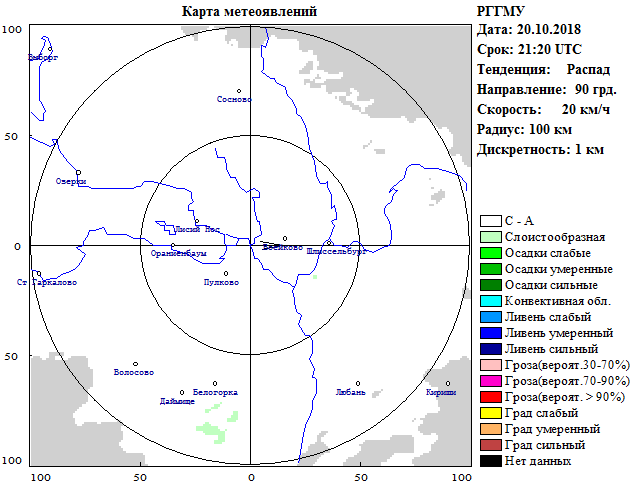 Карта метеоявлений
РГГМУ
Дата: 20.10.2018
Срок: 21:20 UTC
Тенденция: Распад
Направление: 90 грд.
Скорость: 20 км/ч
Радиус: 100 км
Дискретность: 1 км
100
50
0
50
100
100
50
0
50
100
Выборг
Сосново
Озерки
Лисий Нос
Ораниенбаум
Шлиссельбург
Ст.Гаркалово
Пулково
Волосово
Белогорка
Даймище
Любань
Кириши
С - А
Слоистообразная
Осадки слабые
Осадки умеренные
Осадки сильные
Конвективная обл.
Ливень слабый
Ливень умеренный
Ливень сильный
Гроза(вероят.30-70%)
Гроза(вероят.70-90%)
Гроза(вероят. > 90%)
Град слабый
Град умеренный
Град сильный
Нет данных